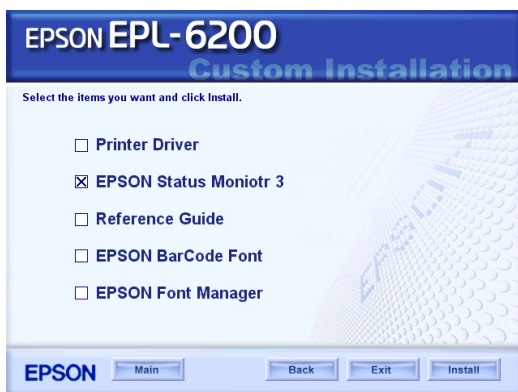 EPSON EPL-6200
Custom Installation
Select the items you want and click Install.
Printer Driver
EPSON Status Moniotr 3
Reference Guide
EPSON BarCode Font
EPSON Font Manager
EPSON
EPSON Main Back Exit Install